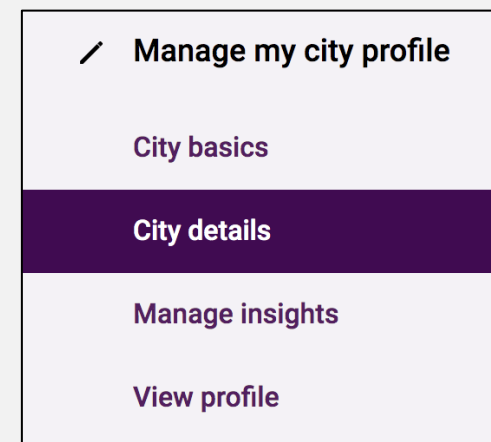 Manage my city profile
City basics
City details
Manage insights
View profile